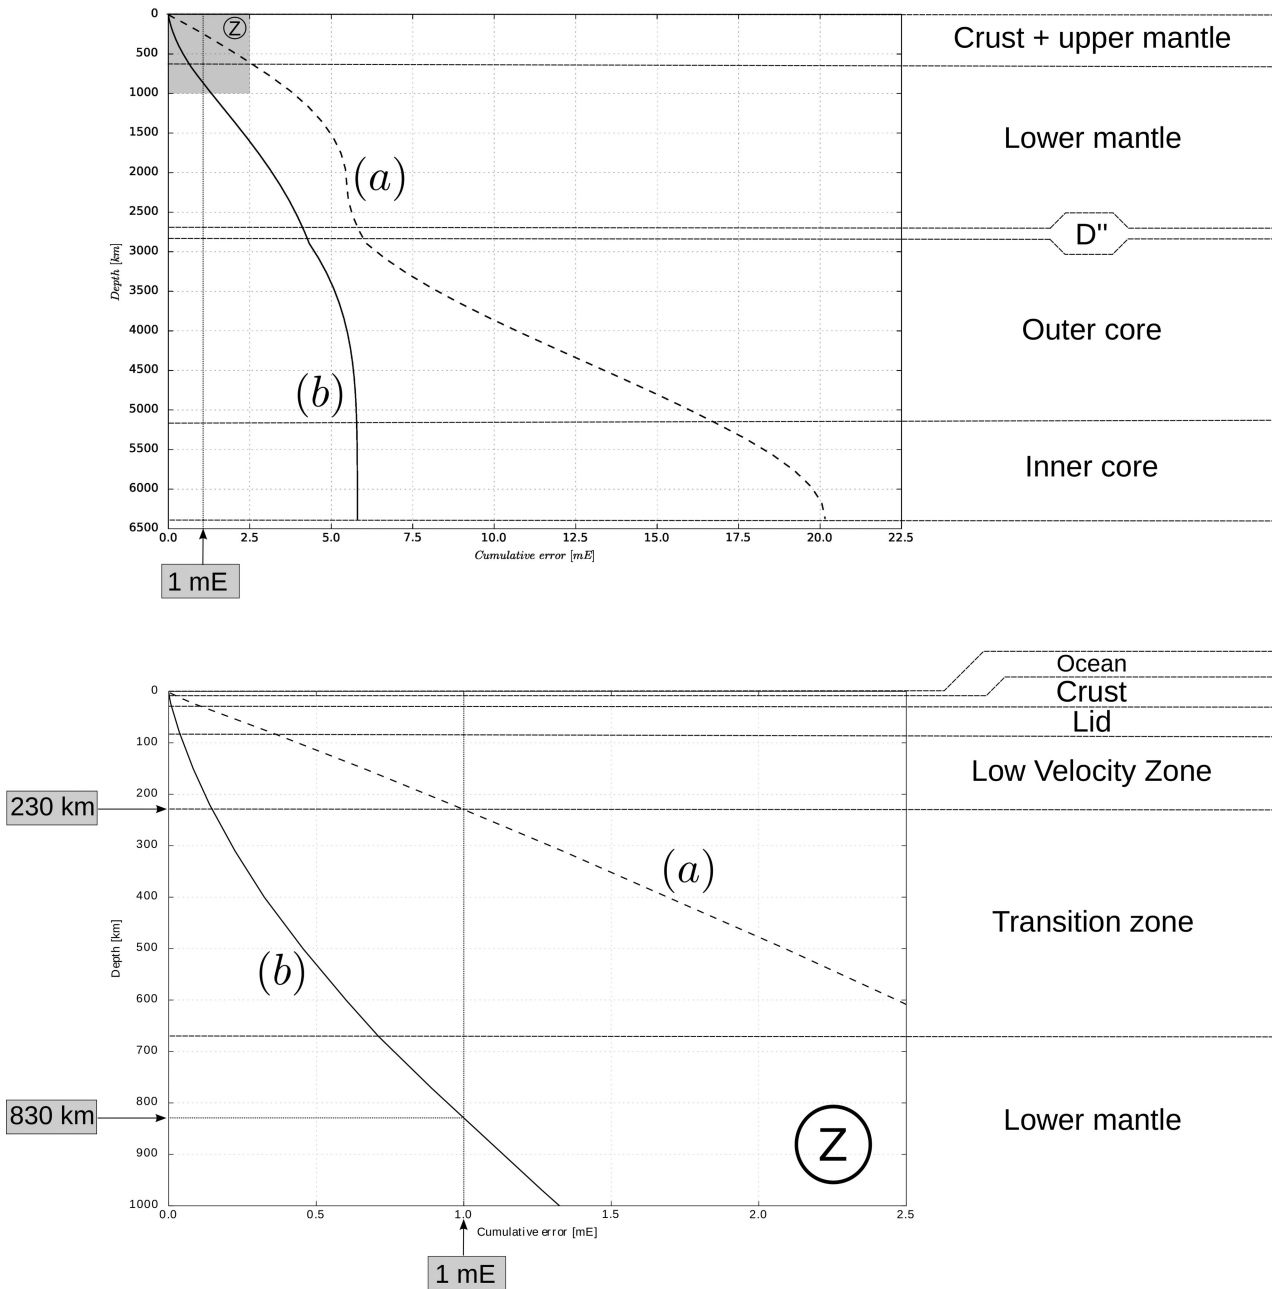 0
Z
500
1000
1500
2000
2500
3000
3500
4000
4500
5000
5500
6000
6500
Depth [km]
(a)
(b)
0.0 2.5 5.0 7.5 10.0 12.5 15.0 17.5 20.0 22.5
Cumulative error [mE]
1 mE
Crust + upper mantle
Lower mantle
D"
Outer core
Inner core
0
100
200
300
400
500
600
700
800
900
1000
Depth [km]
230 km
830 km
(a)
(b)
Z
0.0 0.5 1.0 1.5 2.0 2.5
Cumulative error [mE]
1 mE
Ocean
Crust
Lid
Low Velocity Zone
Transition zone
Lower mantle